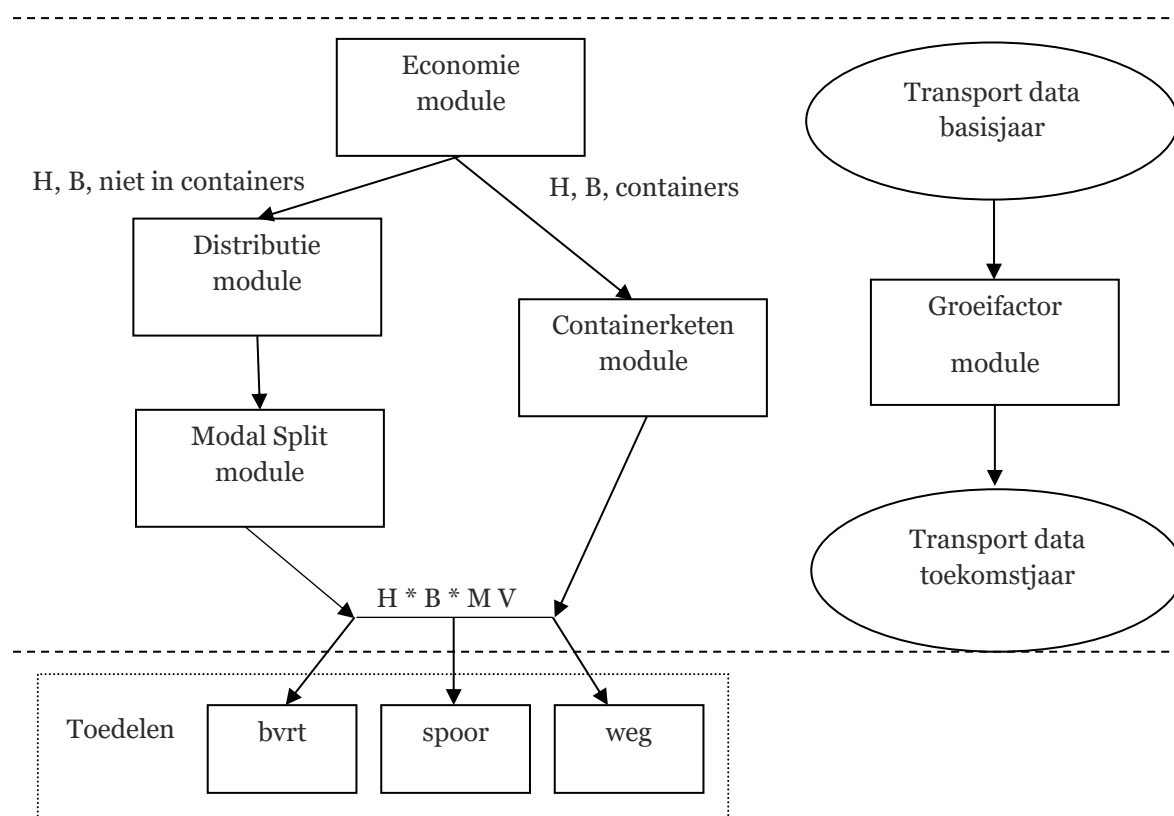 Economie
module
Transport data
basisjaar
H, B, niet in containers
H, B, containers
Distributie
module
Containerketen
module
Groeifactor
module
Modal Split
module
Transport data
toekomstjaar
H * B * M V
Toedelen
bvrt
spoor
weg